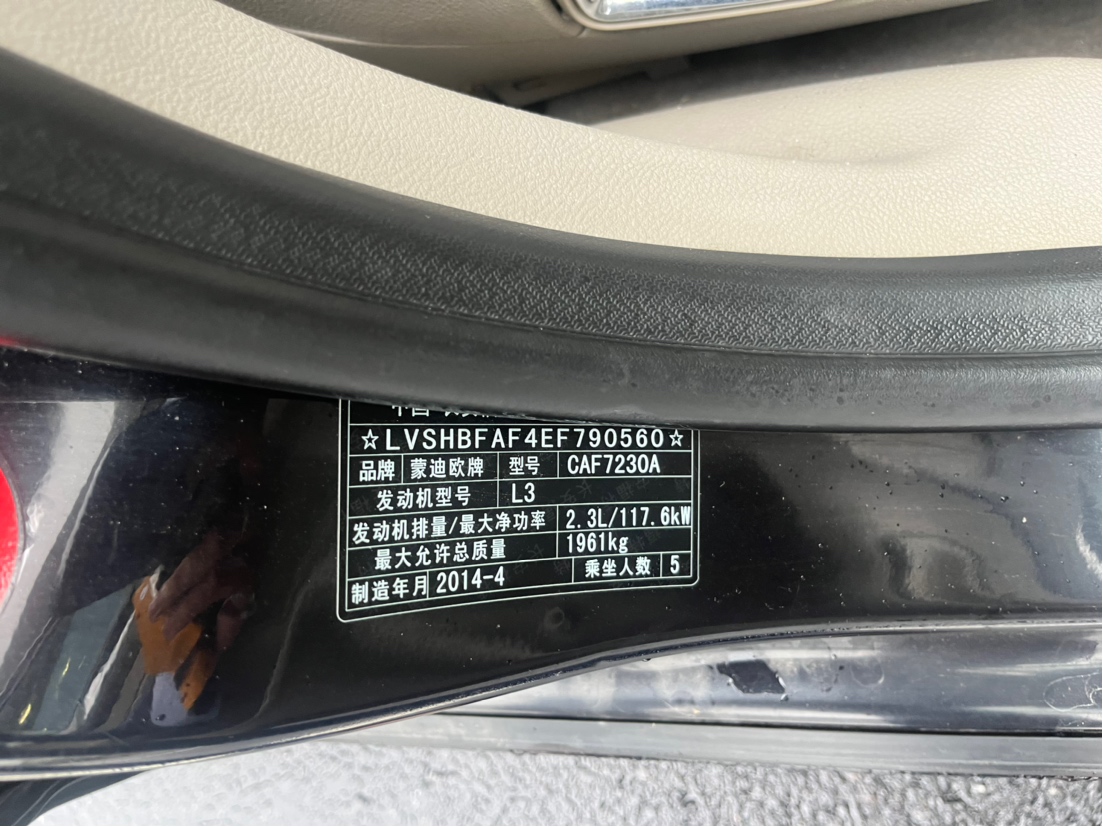 ☆LVSHBFAF4EF790560☆
品牌 蒙迪欧牌 型号 CAF7230A
发动机型号 L3
发动机排量/最大净功率 2.3L/117.6kW
最大允许总质量 1961kg
制造年月 2014-4 乘坐人数 5